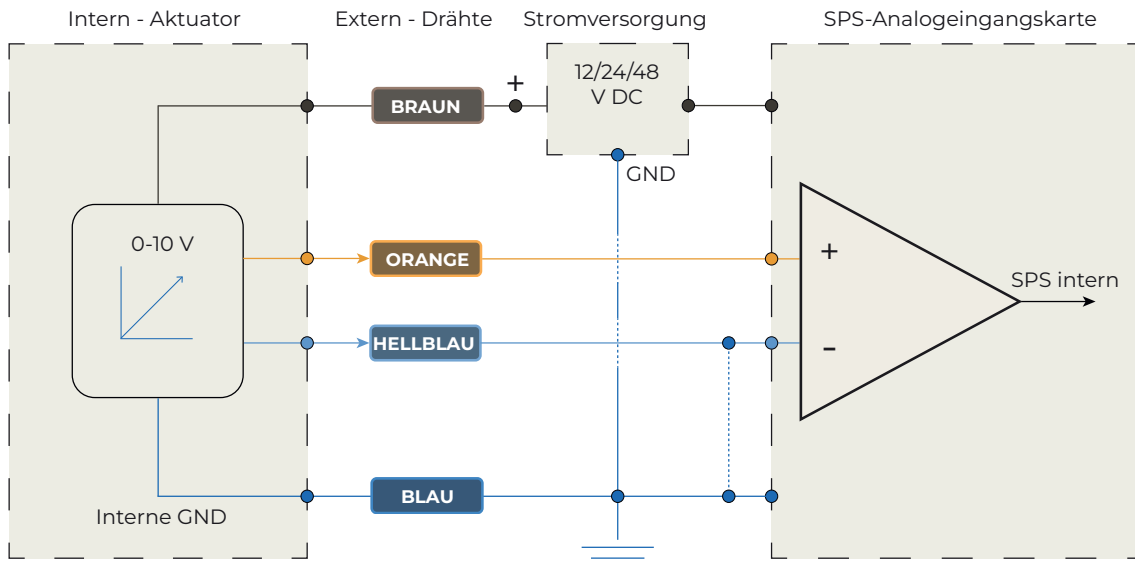 Intern - Aktuator
Extern - Drähte
Stromversorgung
SPS-Analogeingangskarte
12/24/48
V DC
+
BRAUN
GND
0-10 V
ORANGE
+
SPS intern
HELLBLAU
-
BLAU
Interne GND